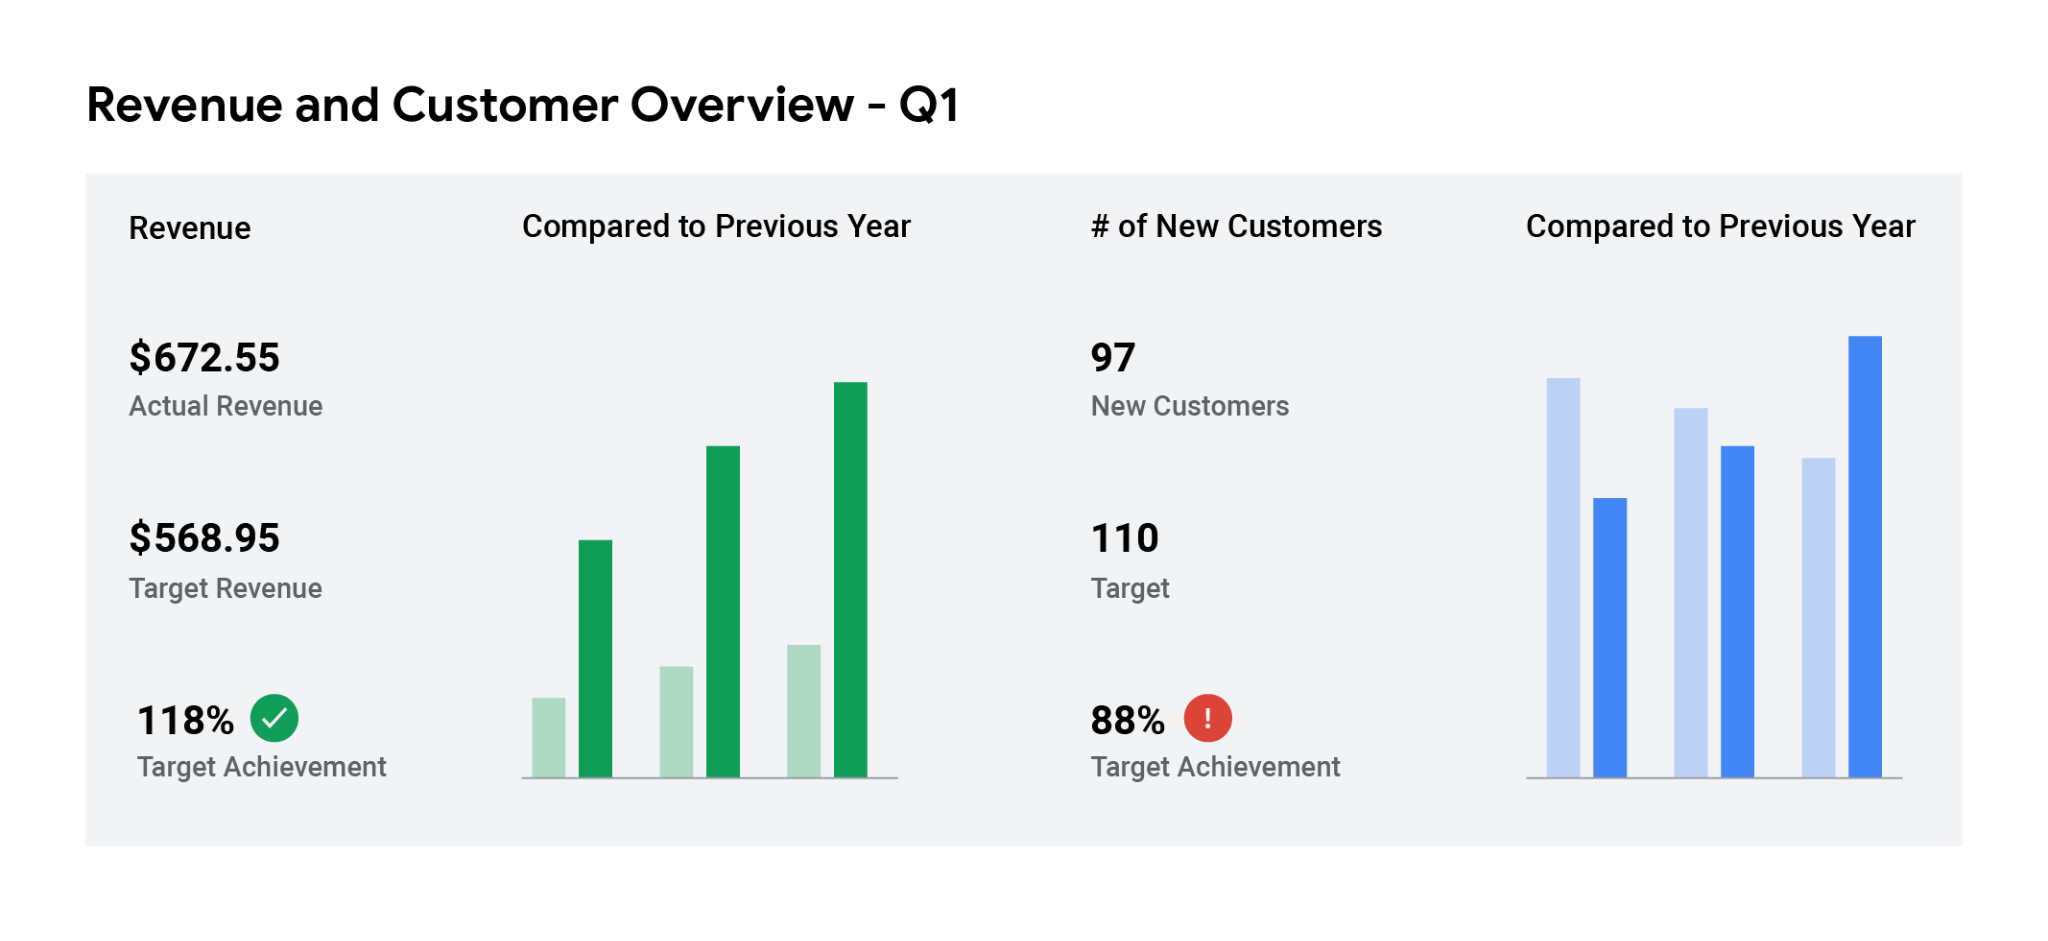 Revenue and Customer Overview - Q1
Revenue
Compared to Previous Year
# of New Customers
Compared to Previous Year
$672.55
Actual Revenue
97
New Customers
$568.95
Target Revenue
110
Target
118%
Target Achievement
88%
!
Target Achievement